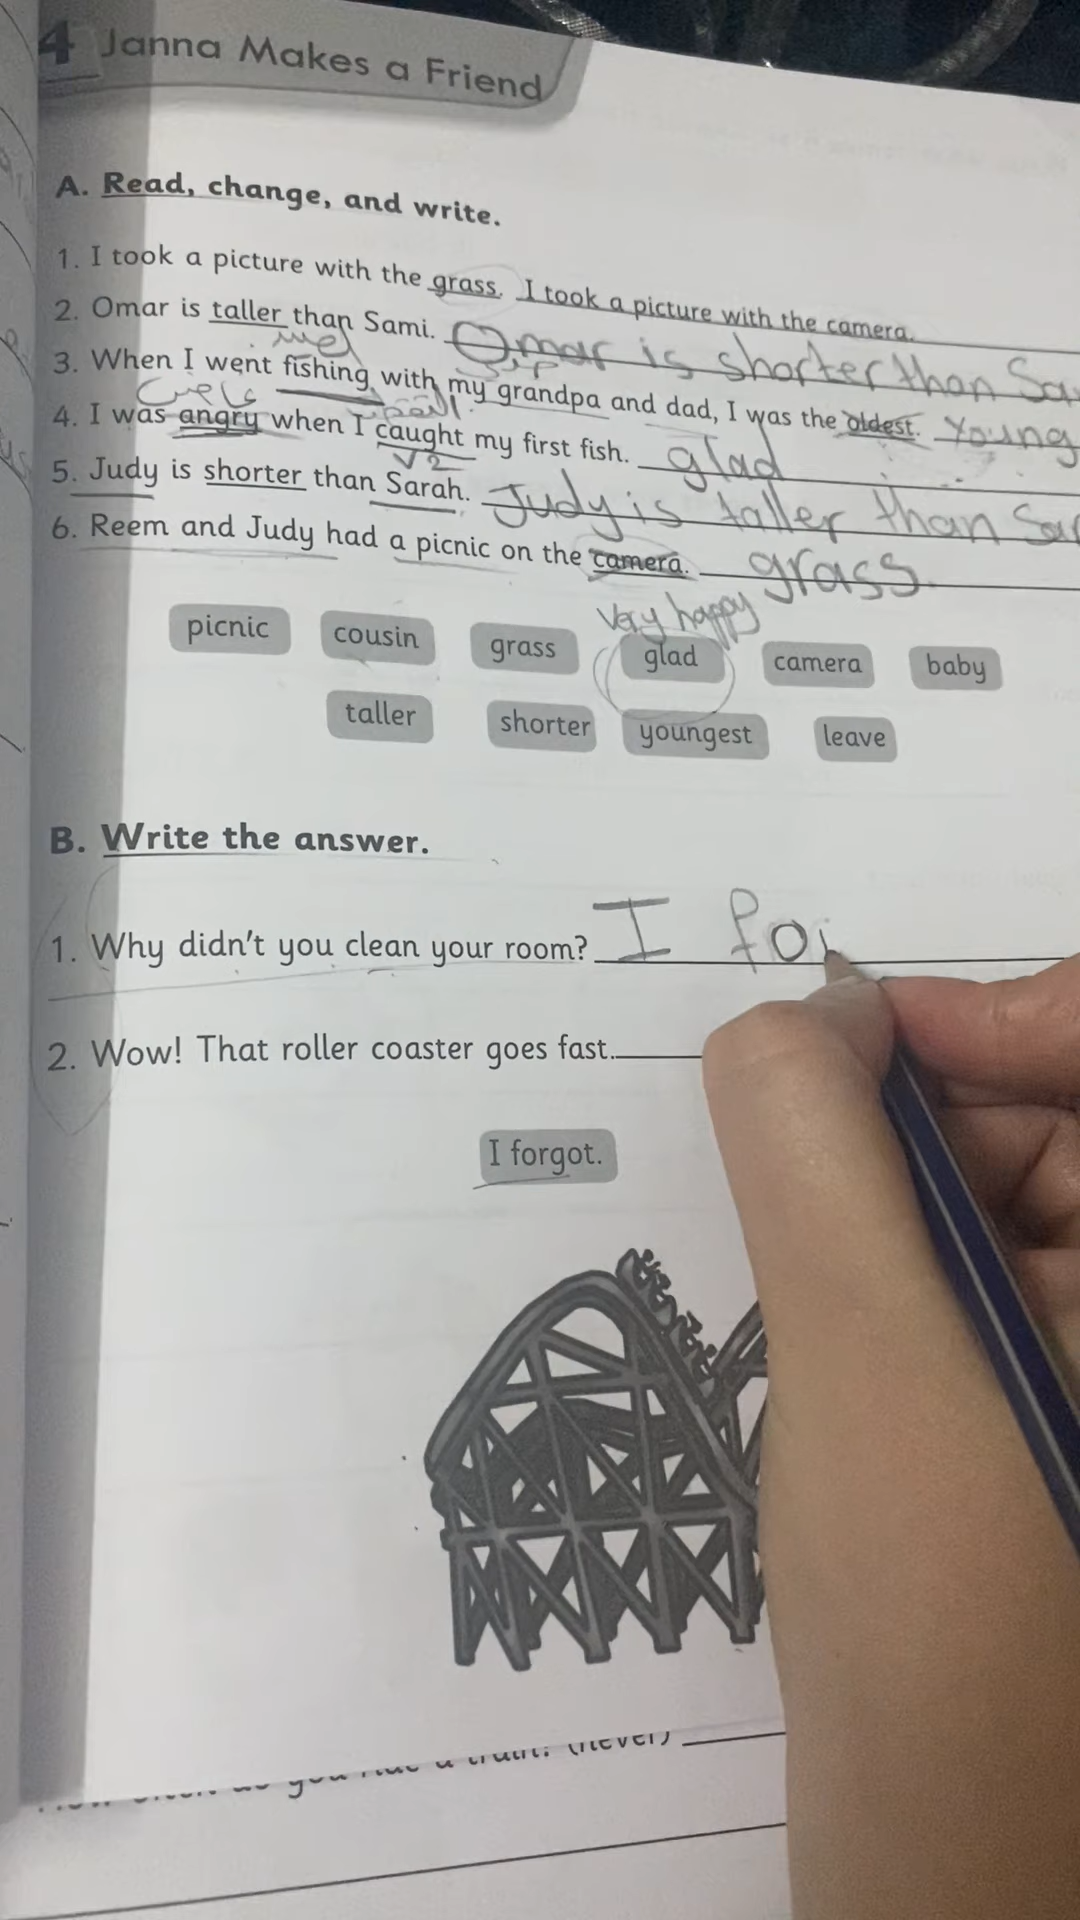 4 Janna Makes a Friend
A. Read, change, and write.
1. I took a picture with the grass. I took a picture with the camera.
2. Omar is taller than Sami. Omar is shorter than Sa
3. When I went fishing with my grandpa and dad, I was the oldest. Young
4. I was angry when I caught my first fish. glad
V2
5. Judy is shorter than Sarah. Judy is taller than Sar
6. Reem and Judy had a picnic on the camera. grass
very happy
picnic cousin grass glad camera baby
taller shorter youngest leave
B. Write the answer.
1. Why didn't you clean your room? I for
2. Wow! That roller coaster goes fast.
I forgot.
(never)